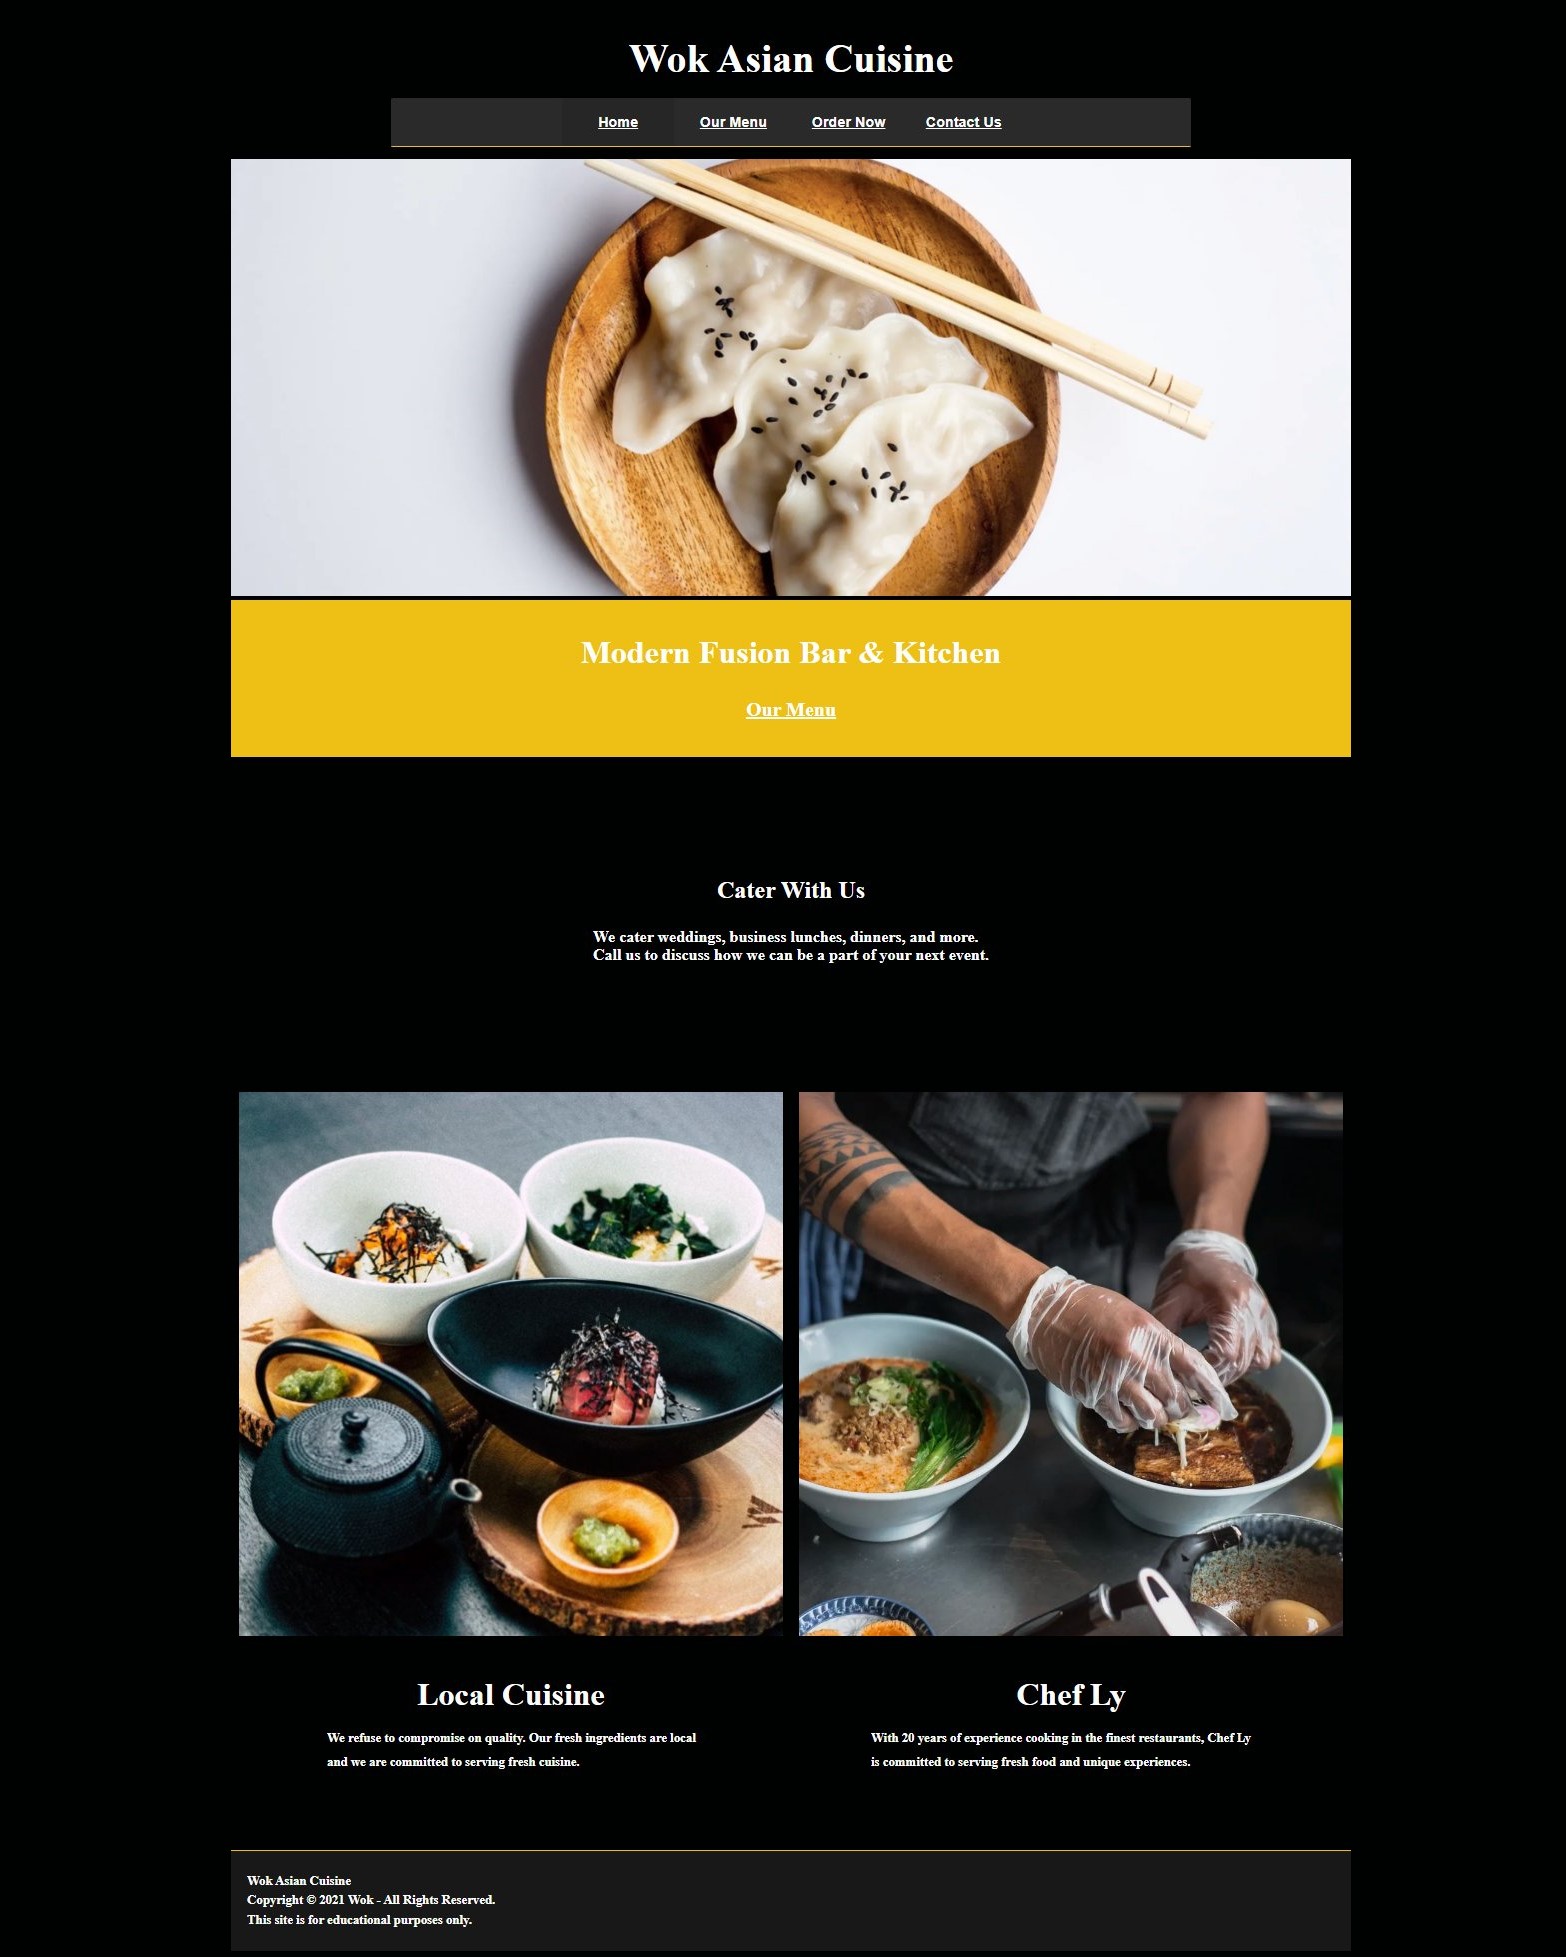 Wok Asian Cuisine
Home Our Menu Order Now Contact Us
Modern Fusion Bar & Kitchen
Our Menu
Cater With Us
We cater weddings, business lunches, dinners, and more.
Call us to discuss how we can be a part of your next event.
Local Cuisine
We refuse to compromise on quality. Our fresh ingredients are local
and we are committed to serving fresh cuisine.
Chef Ly
With 20 years of experience cooking in the finest restaurants, Chef Ly
is committed to serving fresh food and unique experiences.
Wok Asian Cuisine
Copyright © 2021 Wok - All Rights Reserved.
This site is for educational purposes only.